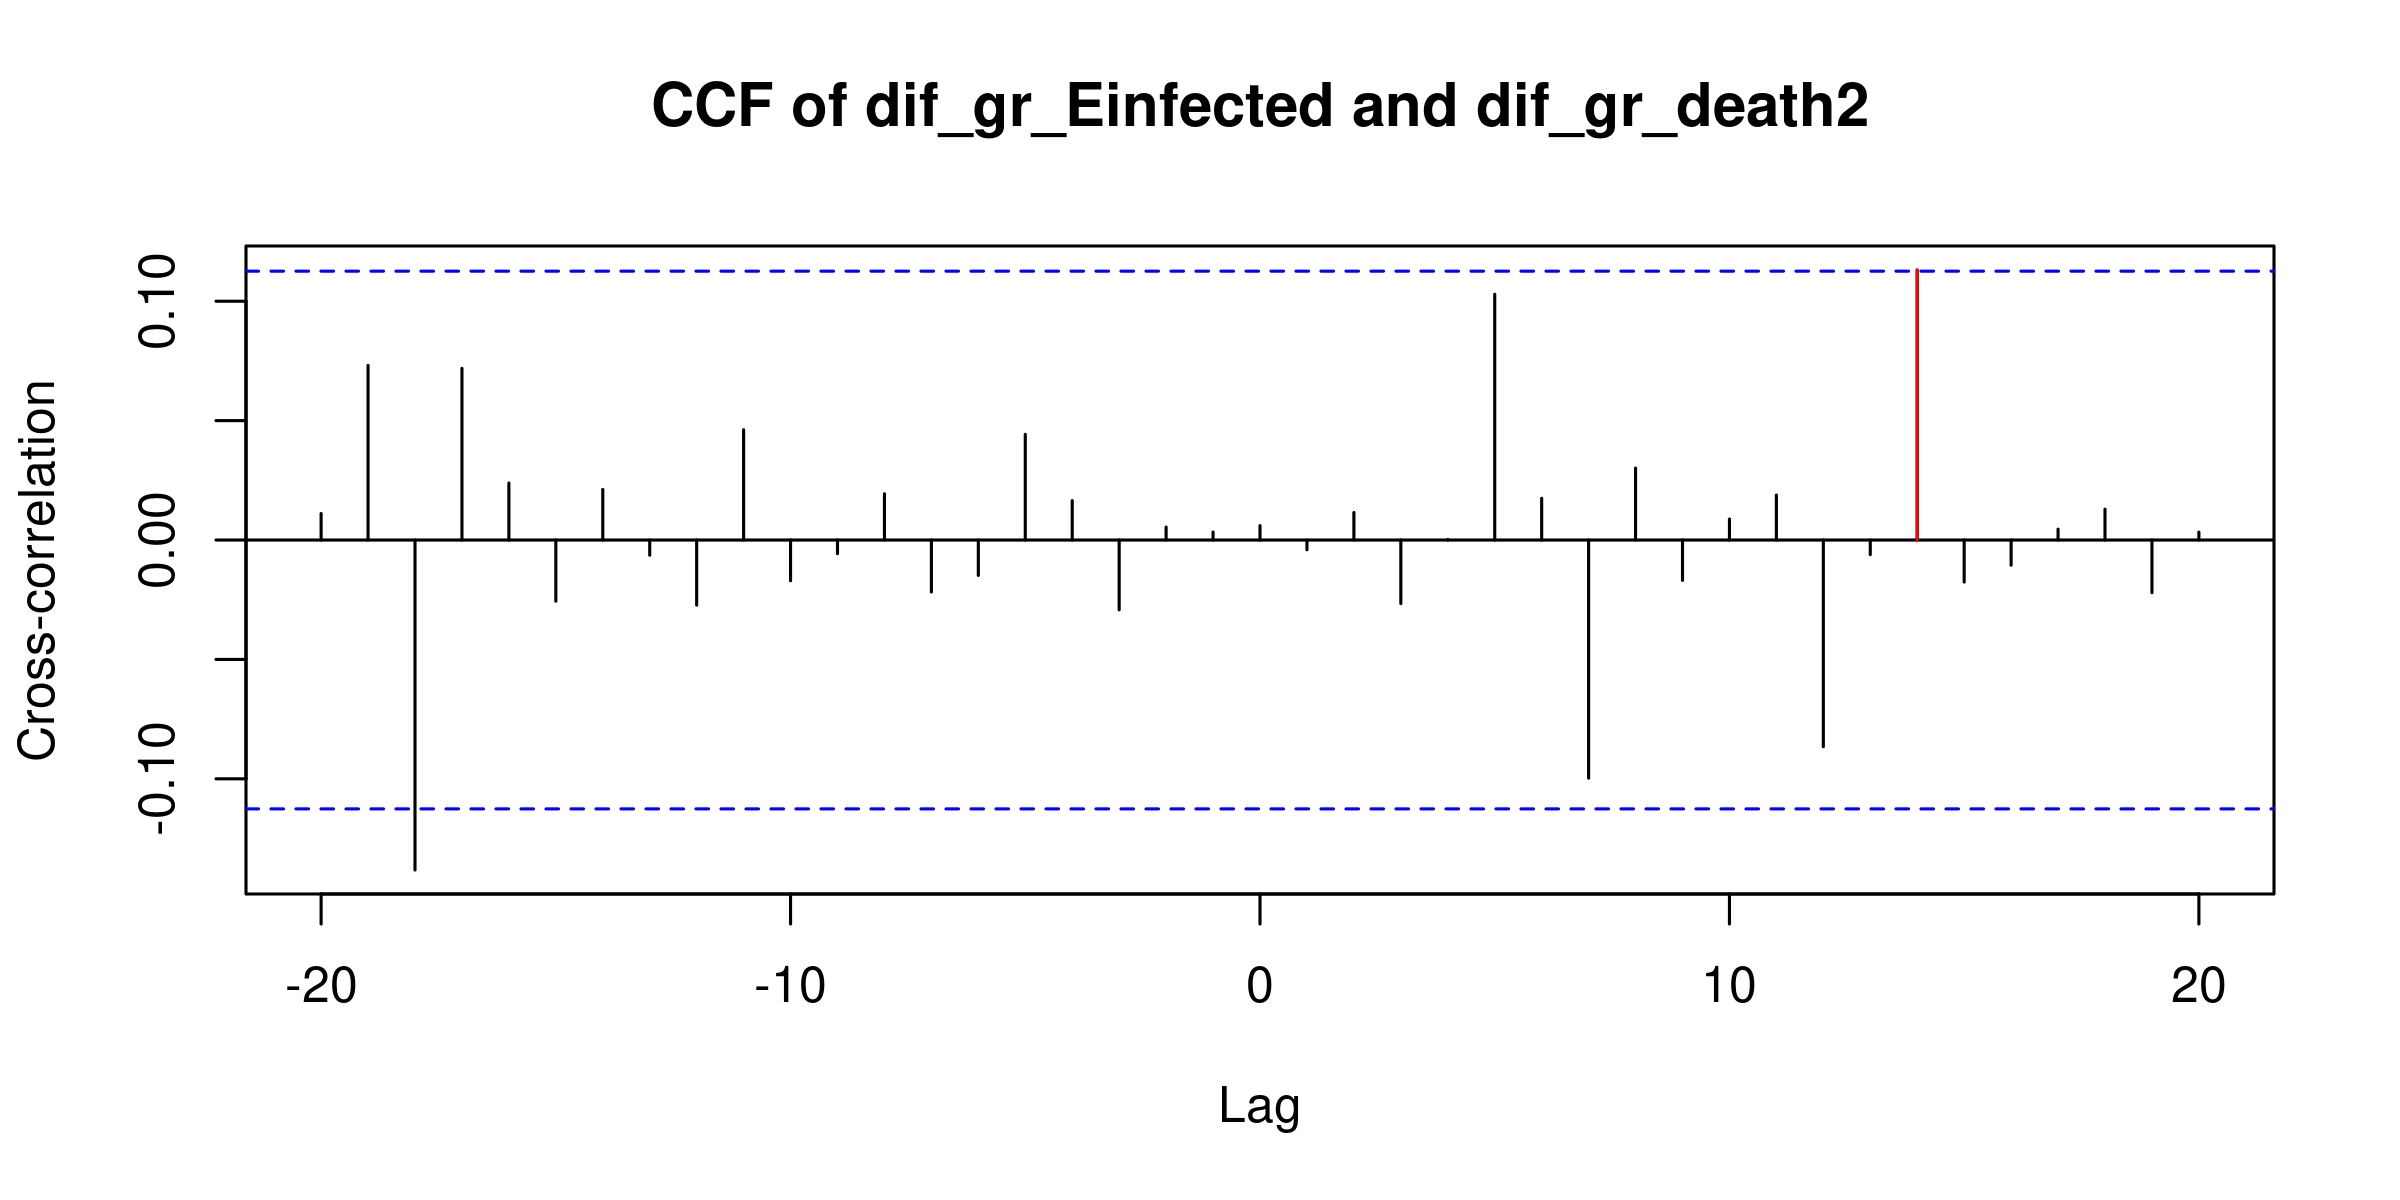 CCF of dif_gr_Einfected and dif_gr_death2
Cross-correlation
0.10
0.00
-0.10
-20 -10 0 10 20
Lag